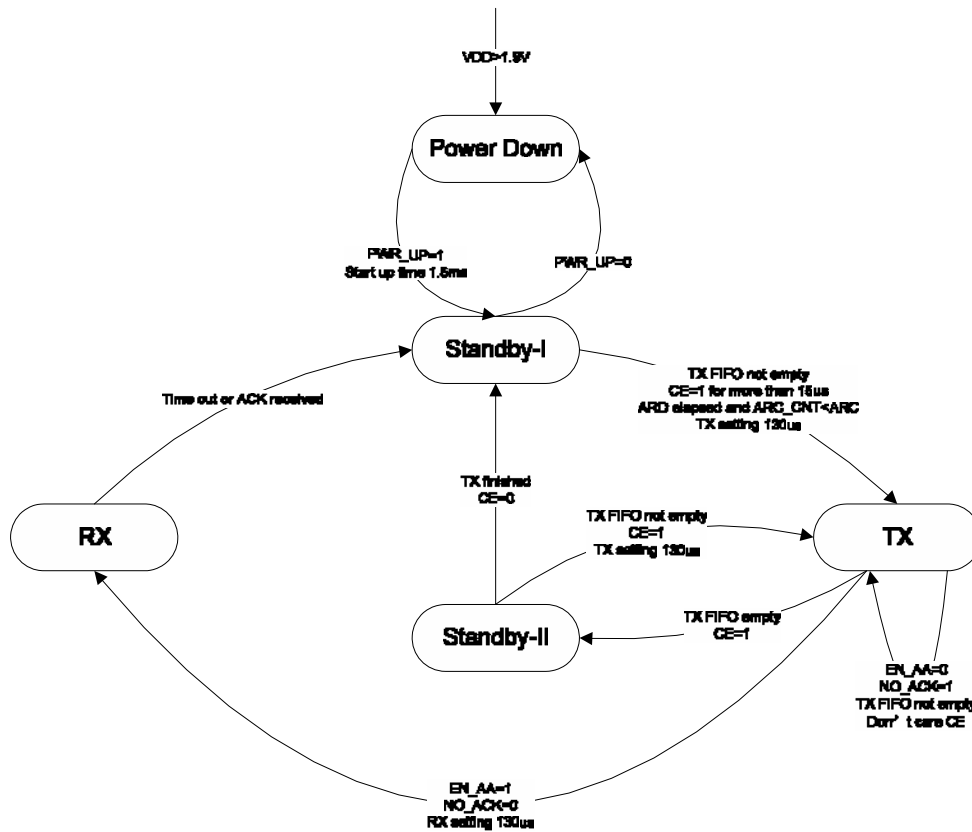 VDD>1.9V
Power Down
PWR_UP=1
Start up time 1.5ms
PWR_UP=0
Standby-I
Time out or ACK received
TX FIFO not empty
CE=1 for more than 15us
ARD elapsed and ARC_CNT<ARC
TX setting 130us
TX finished
CE=0
RX
TX FIFO not empty
CE=1
TX setting 130us
TX
Standby-II
TX FIFO empty
CE=1
EN_AA=0
NO_ACK=1
TX FIFO not empty
Don't care CE
EN_AA=1
NO_ACK=0
RX setting 130us